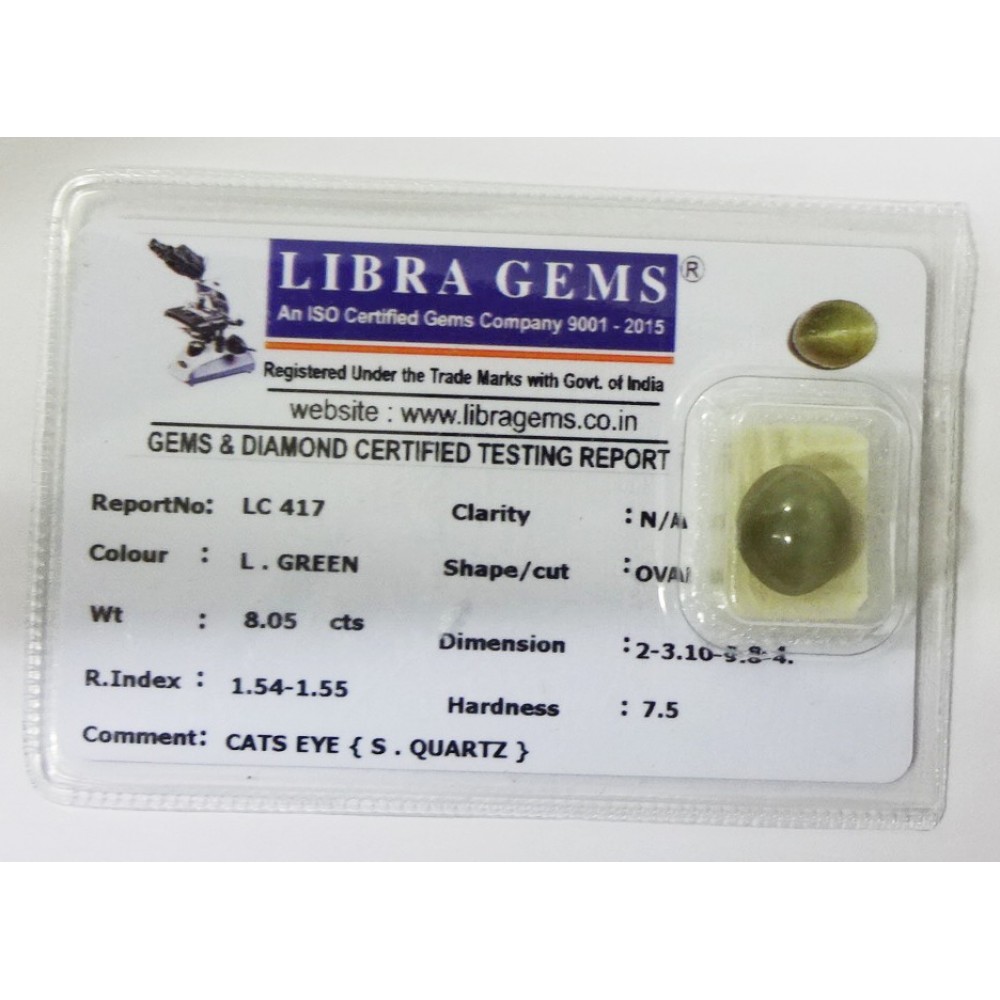 LIBRA GEMS ®
An ISO Certified Gems Company 9001 - 2015
Registered Under the Trade Marks with Govt. of India
website : www.libragems.co.in
GEMS & DIAMOND CERTIFIED TESTING REPORT
ReportNo: LC 417 Clarity : N/A
Colour : L . GREEN Shape/cut :
Wt : 8.05 cts Dimension :
R.Index : 1.54-1.55 Hardness : 7.5
Comment: CATS EYE { S . QUARTZ }